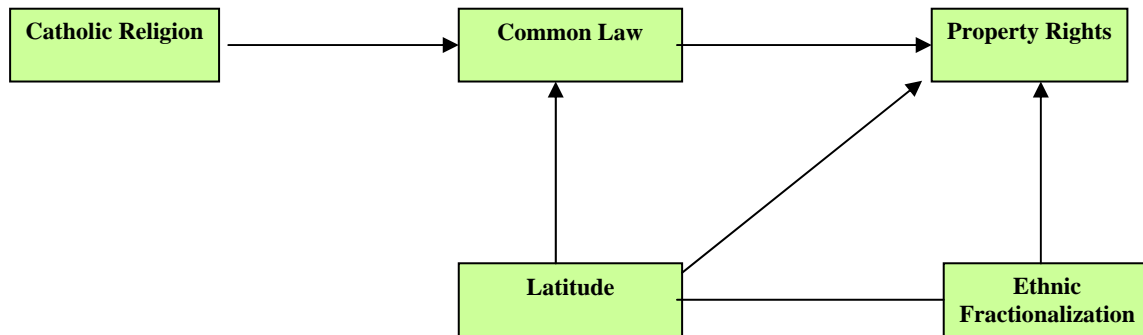 Catholic Religion
Common Law
Property Rights
Latitude
Ethnic
Fractionalization